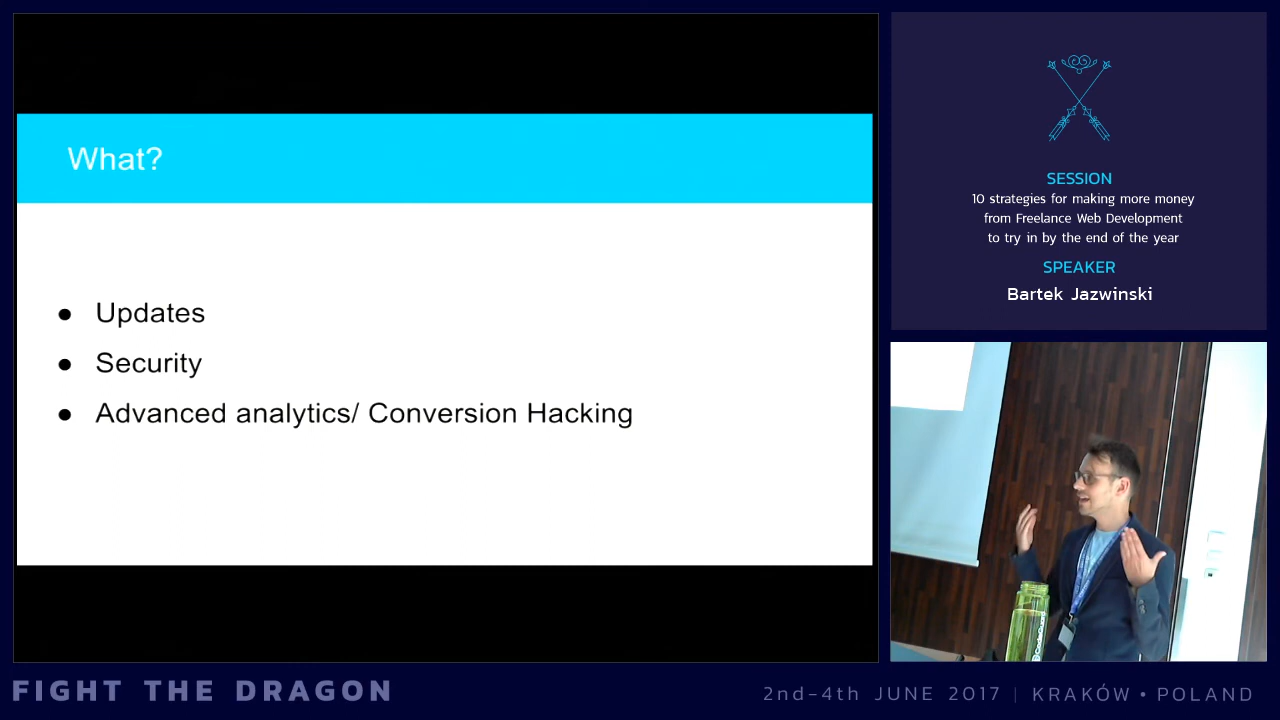 What?
● Updates
● Security
● Advanced analytics/ Conversion Hacking
SESSION
10 strategies for making more money
from Freelance Web Development
to try in by the end of the year
SPEAKER
Bartek Jazwinski
FIGHT THE DRAGON
2nd-4th JUNE 2017 | KRAKÓW • POLAND